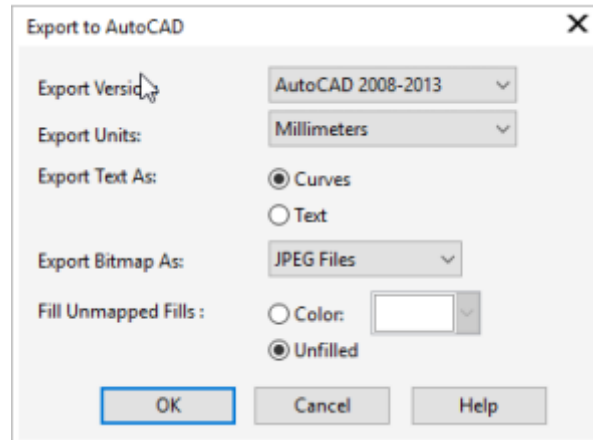 Export to AutoCAD
Export Version: AutoCAD 2008-2013
Export Units: Millimeters
Export Text As: Curves
Text
Export Bitmap As: JPEG Files
Fill Unmapped Fills : Color:
Unfilled
OK Cancel Help